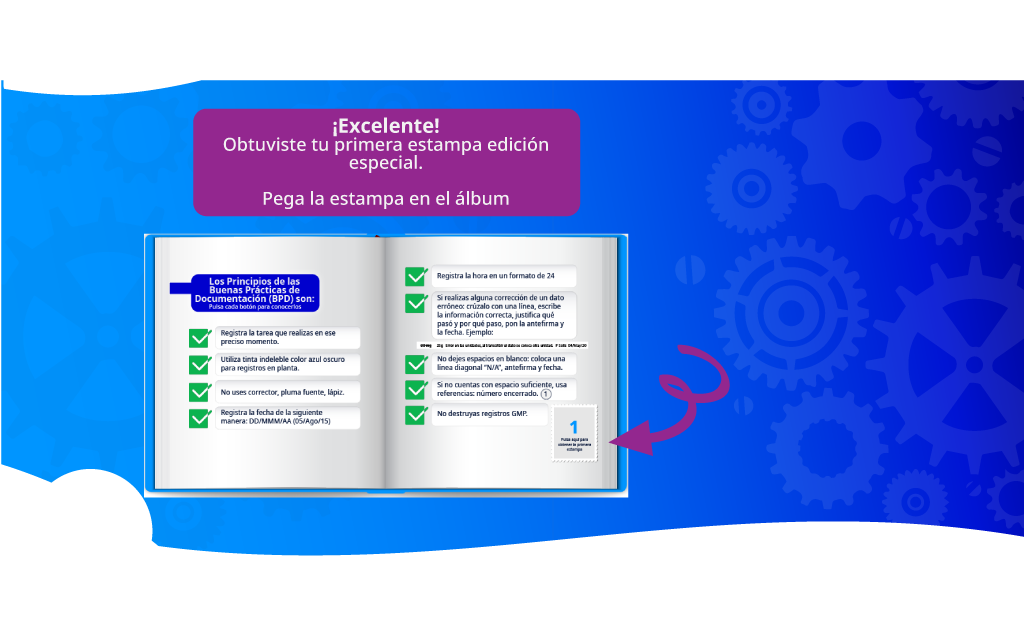 ¡Excelente!
Obtuviste tu primera estampa edición
especial.
Pega la estampa en el álbum
Los Principios de las
Buenas Prácticas de
Documentación (BPD) son:
Pulsa cada botón para conocerlos
Registra la tarea que realizas en ese
preciso momento.
Utiliza tinta indeleble color azul oscuro
para registros en planta.
No uses corrector, pluma fuente, lápiz.
Registra la fecha de la siguiente
manera: DD/MMM/AA (05/Ago/15)
Registra la hora en un formato de 24
Si realizas alguna corrección de un dato
erróneo: crúzalo con una línea, escribe
la información correcta, justifica qué
pasó y por qué paso, pon la antefirma y
la fecha. Ejemplo:
No dejes espacios en blanco: coloca una
línea diagonal "N/A", antefirma y fecha.
Si no cuentas con espacio suficiente, usa
referencias: número encerrado. 1
No destruyas registros GMP.
1
Pulsa aquí para
obtener tu primera
estampa